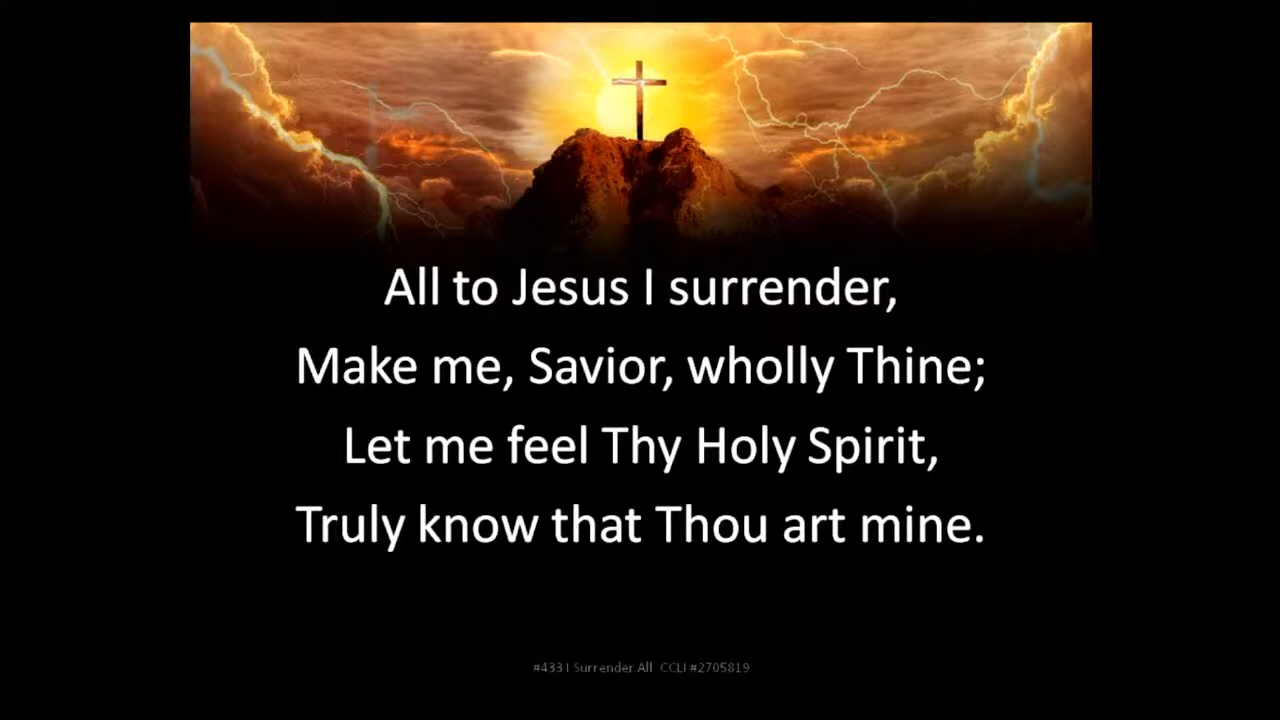 All to Jesus I surrender,
Make me, Savior, wholly Thine;
Let me feel Thy Holy Spirit,
Truly know that Thou art mine.
#433 I Surrender All CCLI #2705819